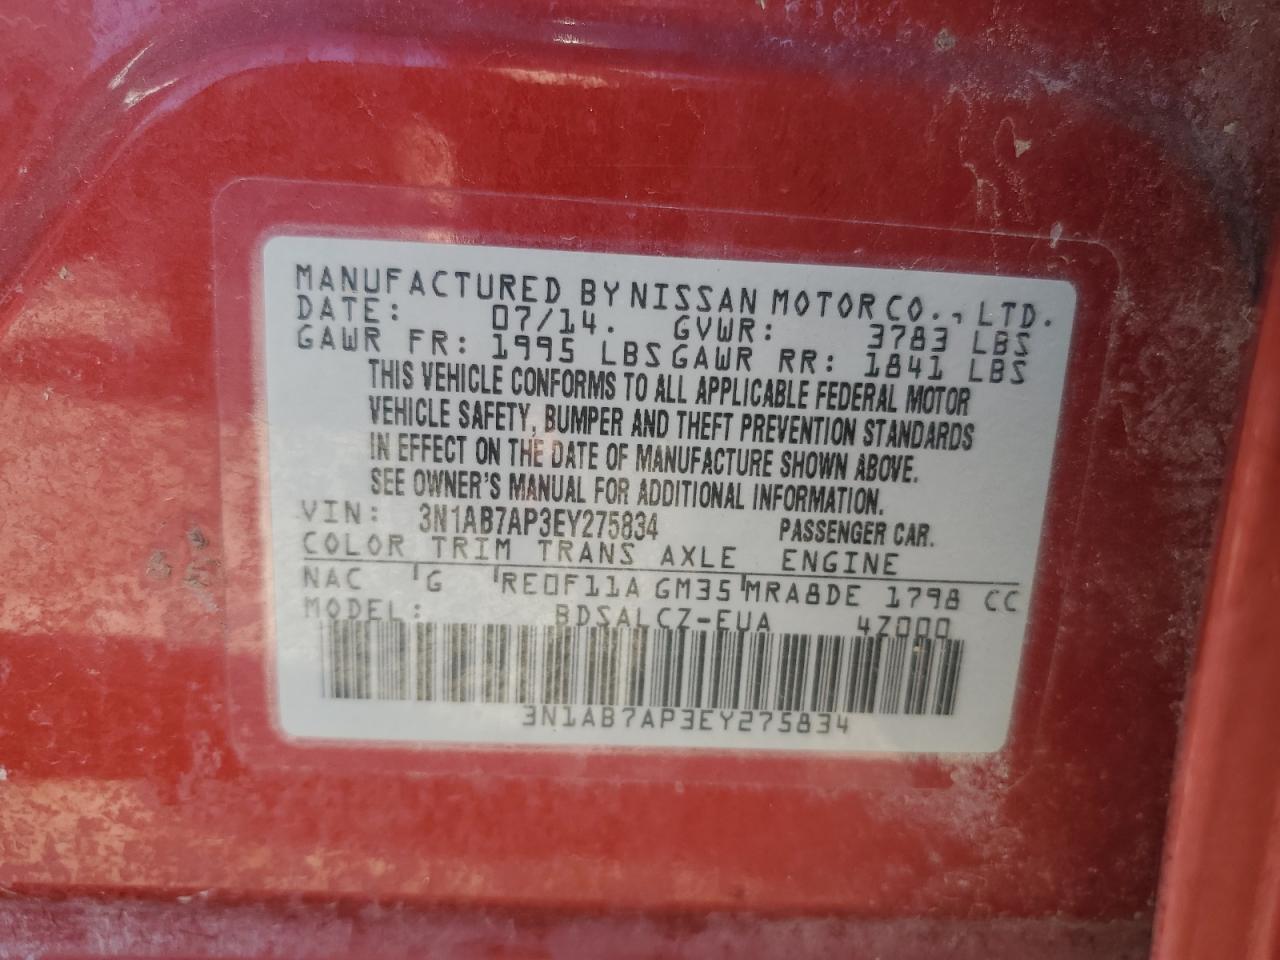 MANUFACTURED BY NISSAN MOTOR CO., LTD.
DATE: 07/14. GVWR: 3783 LBS
GAWR FR: 1995 LBS GAWR RR: 1841 LBS
THIS VEHICLE CONFORMS TO ALL APPLICABLE FEDERAL MOTOR
VEHICLE SAFETY, BUMPER AND THEFT PREVENTION STANDARDS
IN EFFECT ON THE DATE OF MANUFACTURE SHOWN ABOVE.
SEE OWNER'S MANUAL FOR ADDITIONAL INFORMATION.
VIN: 3N1AB7AP3EY275834 PASSENGER CAR.
COLOR TRIM TRANS AXLE ENGINE
NAC G RE0F11A GM35 MRA8DE 1798 CC
MODEL: BDSALCZ-EUA 4Z000
3N1AB7AP3EY275834